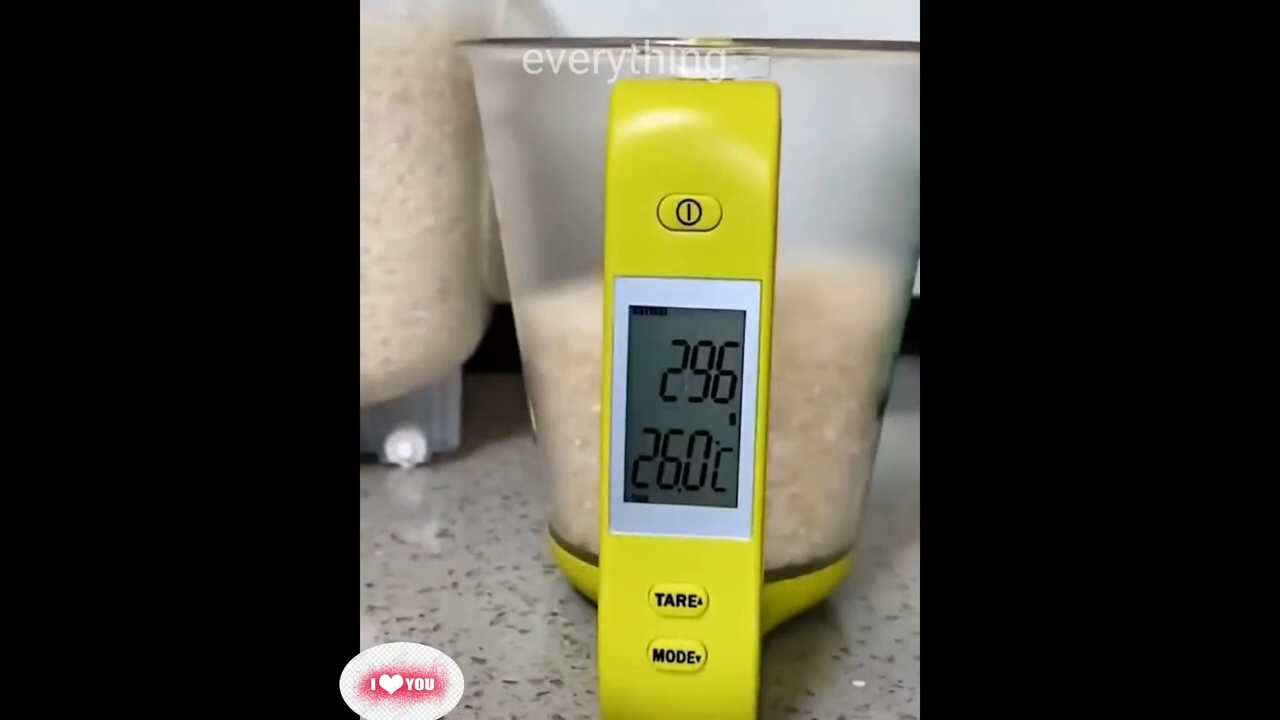 everything.
296
26.0°C
TARE▲
MODE▼
I ❤ YOU